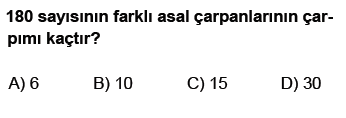 180 sayısının farklı asal çarpanlarının çar-
pımı kaçtır?
A) 6 B) 10 C) 15 D) 30